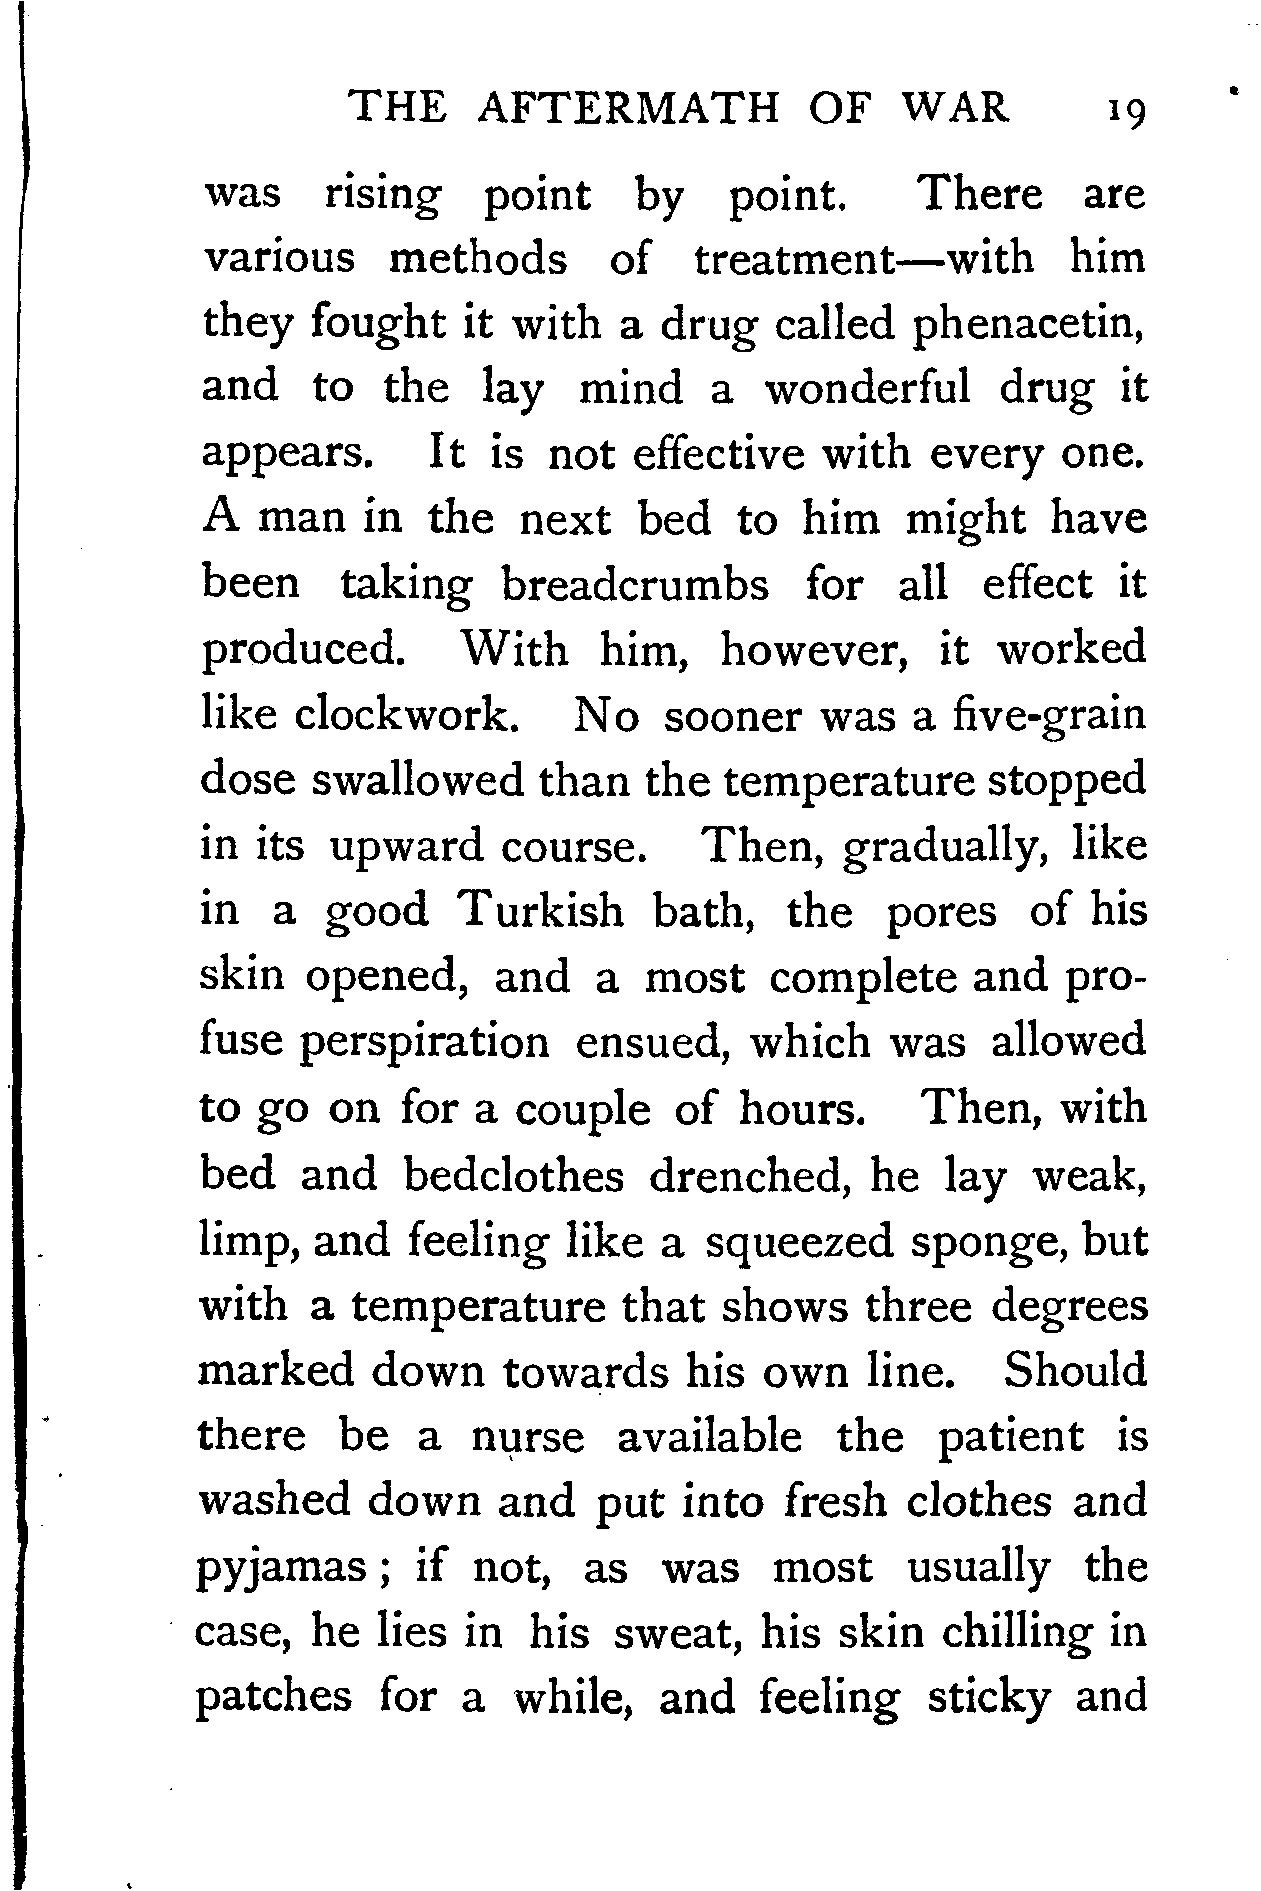 THE AFTERMATH OF WAR 19
was rising point by point. There are
various methods of treatment—with him
they fought it with a drug called phenacetin,
and to the lay mind a wonderful drug it
appears. It is not effective with every one.
A man in the next bed to him might have
been taking breadcrumbs for all effect it
produced. With him, however, it worked
like clockwork. No sooner was a five-grain
dose swallowed than the temperature stopped
in its upward course. Then, gradually, like
in a good Turkish bath, the pores of his
skin opened, and a most complete and pro-
fuse perspiration ensued, which was allowed
to go on for a couple of hours. Then, with
bed and bedclothes drenched, he lay weak,
limp, and feeling like a squeezed sponge, but
with a temperature that shows three degrees
marked down towards his own line. Should
there be a nurse available the patient is
washed down and put into fresh clothes and
pyjamas ; if not, as was most usually the
case, he lies in his sweat, his skin chilling in
patches for a while, and feeling sticky and